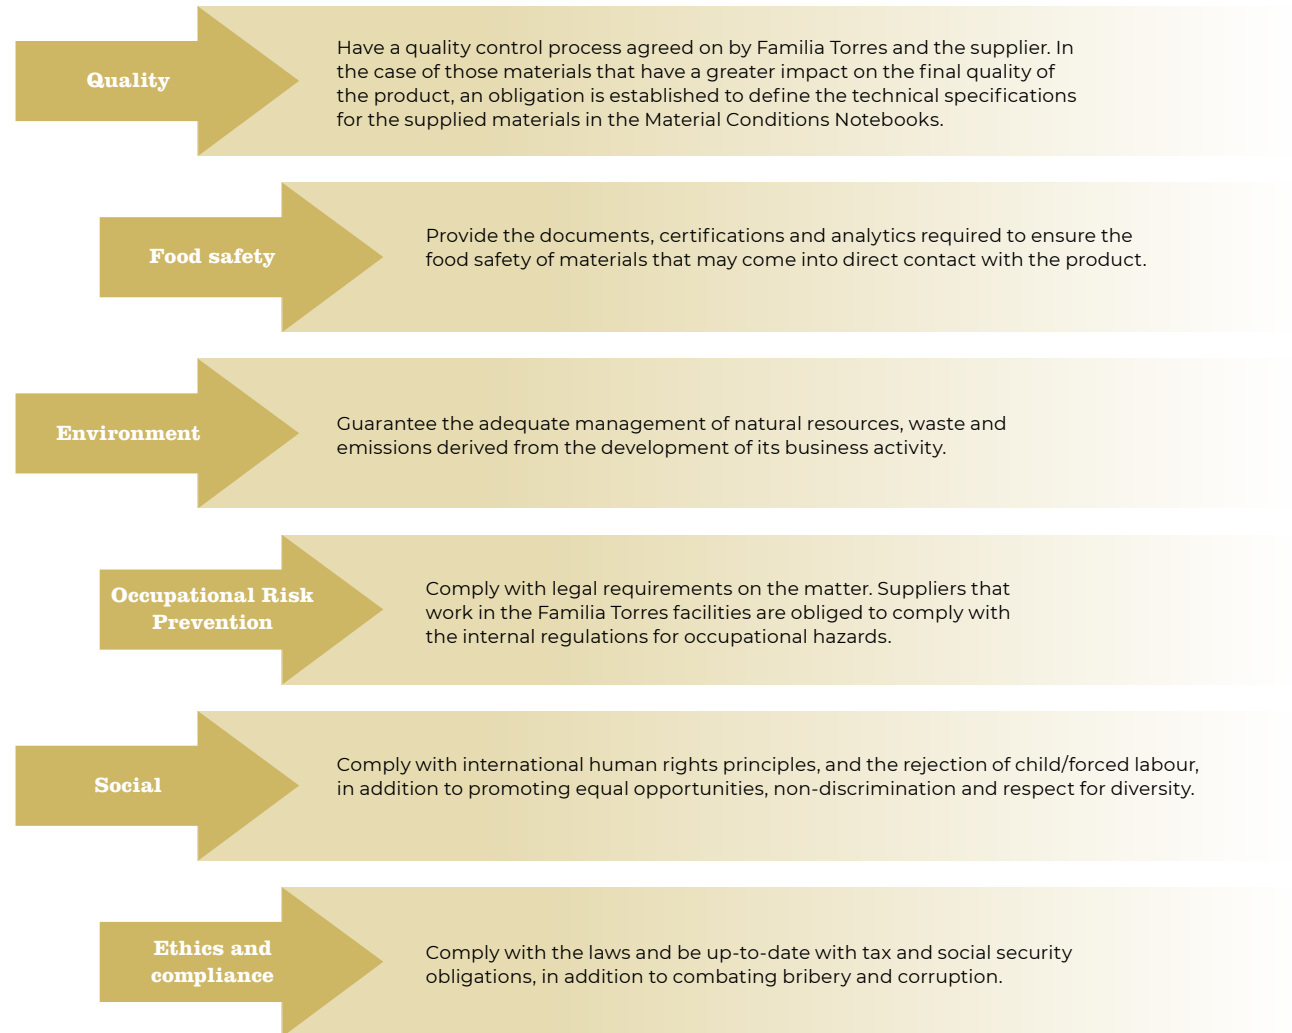 Quality
Have a quality control process agreed on by Familia Torres and the supplier. In
the case of those materials that have a greater impact on the final quality of
the product, an obligation is established to define the technical specifications
for the supplied materials in the Material Conditions Notebooks.
Food safety
Provide the documents, certifications and analytics required to ensure the
food safety of materials that may come into direct contact with the product.
Environment
Guarantee the adequate management of natural resources, waste and
emissions derived from the development of its business activity.
Occupational Risk
Prevention
Comply with legal requirements on the matter. Suppliers that
work in the Familia Torres facilities are obliged to comply with
the internal regulations for occupational hazards.
Social
Comply with international human rights principles, and the rejection of child/forced labour,
in addition to promoting equal opportunities, non-discrimination and respect for diversity.
Ethics and
compliance
Comply with the laws and be up-to-date with tax and social security
obligations, in addition to combating bribery and corruption.